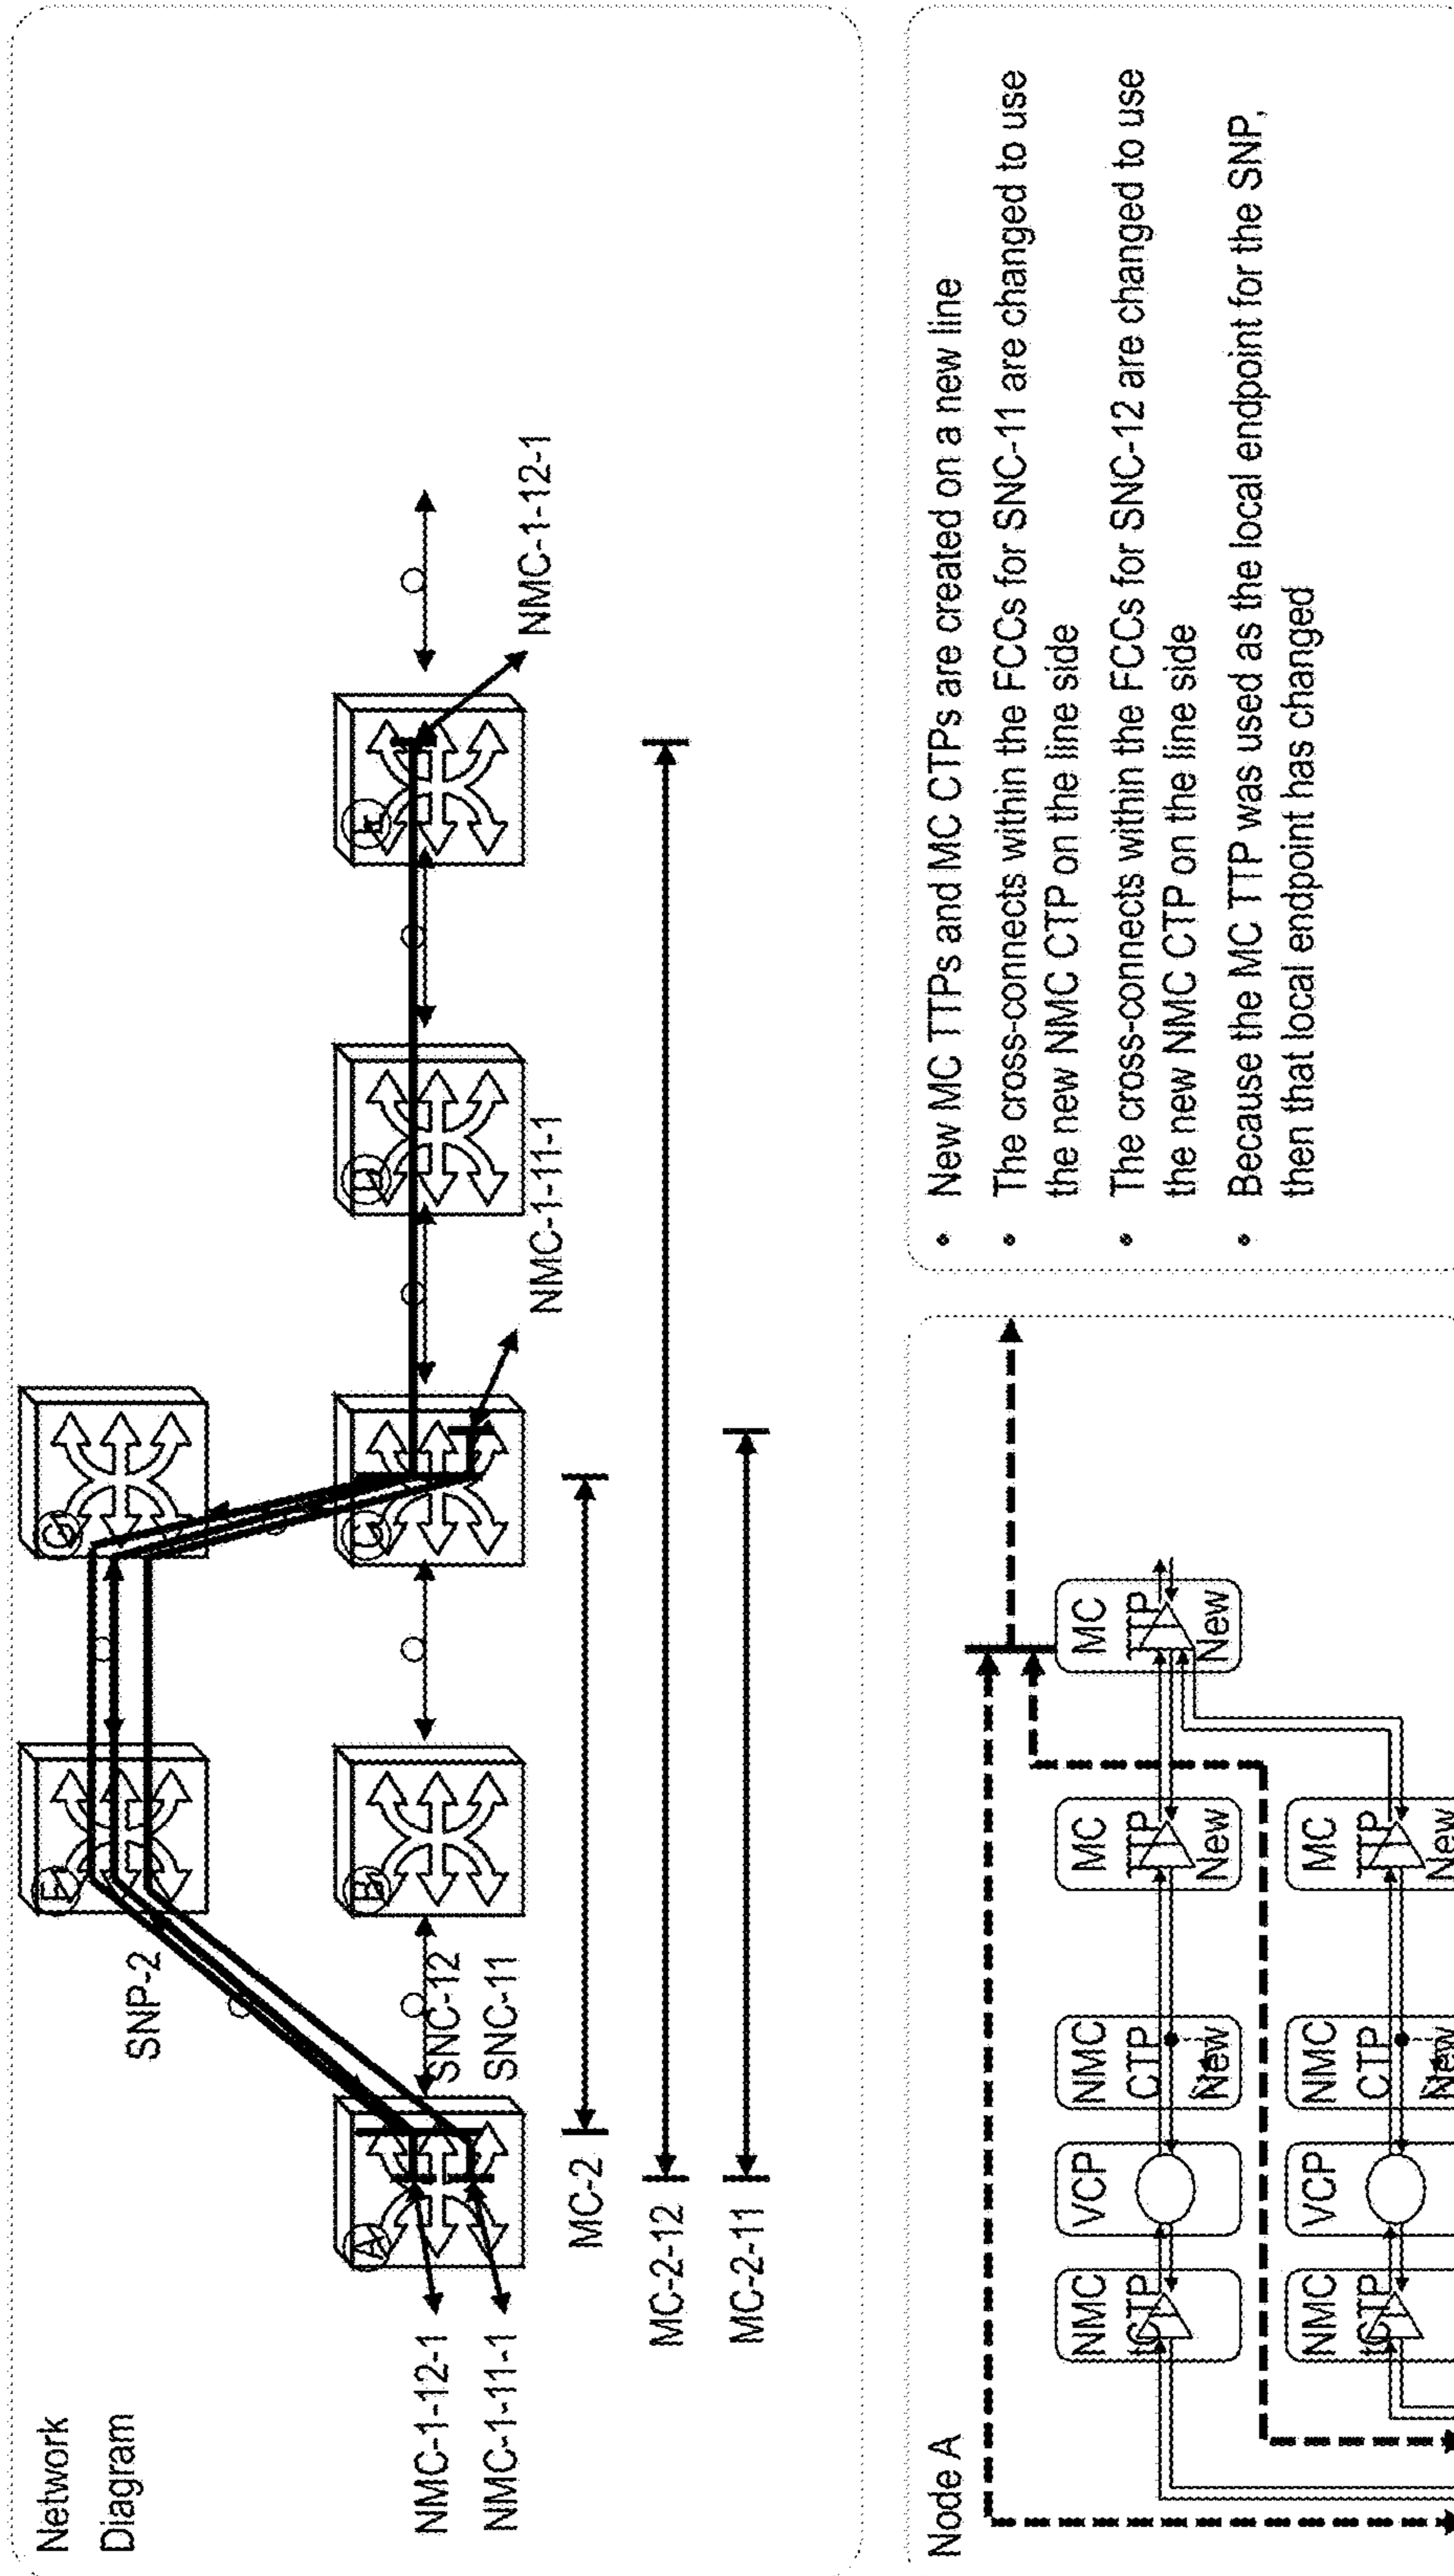 Network
Diagram
SNP-2
G
A
B
C
D
SNC-12
SNC-11
NMC-1-12-1
NMC-1-11-1
NMC-1-11-1
NMC-1-12-1
MC-2
MC-2-12
MC-2-11
Node A
NMC
tCTP
VCP
NMC
CTP
New
MC
TTP
New
MC
TTP
New
NMC
tCTP
VCP
NMC
CTP
New
MC
TTP
New
• New MC TTPs and MC CTPs are created on a new line
• The cross-connects within the FCCs for SNC-11 are changed to use
the new NMC CTP on the line side
• The cross-connects within the FCCs for SNC-12 are changed to use
the new NMC CTP on the line side
• Because the MC TTP was used as the local endpoint for the SNP,
then that local endpoint has changed